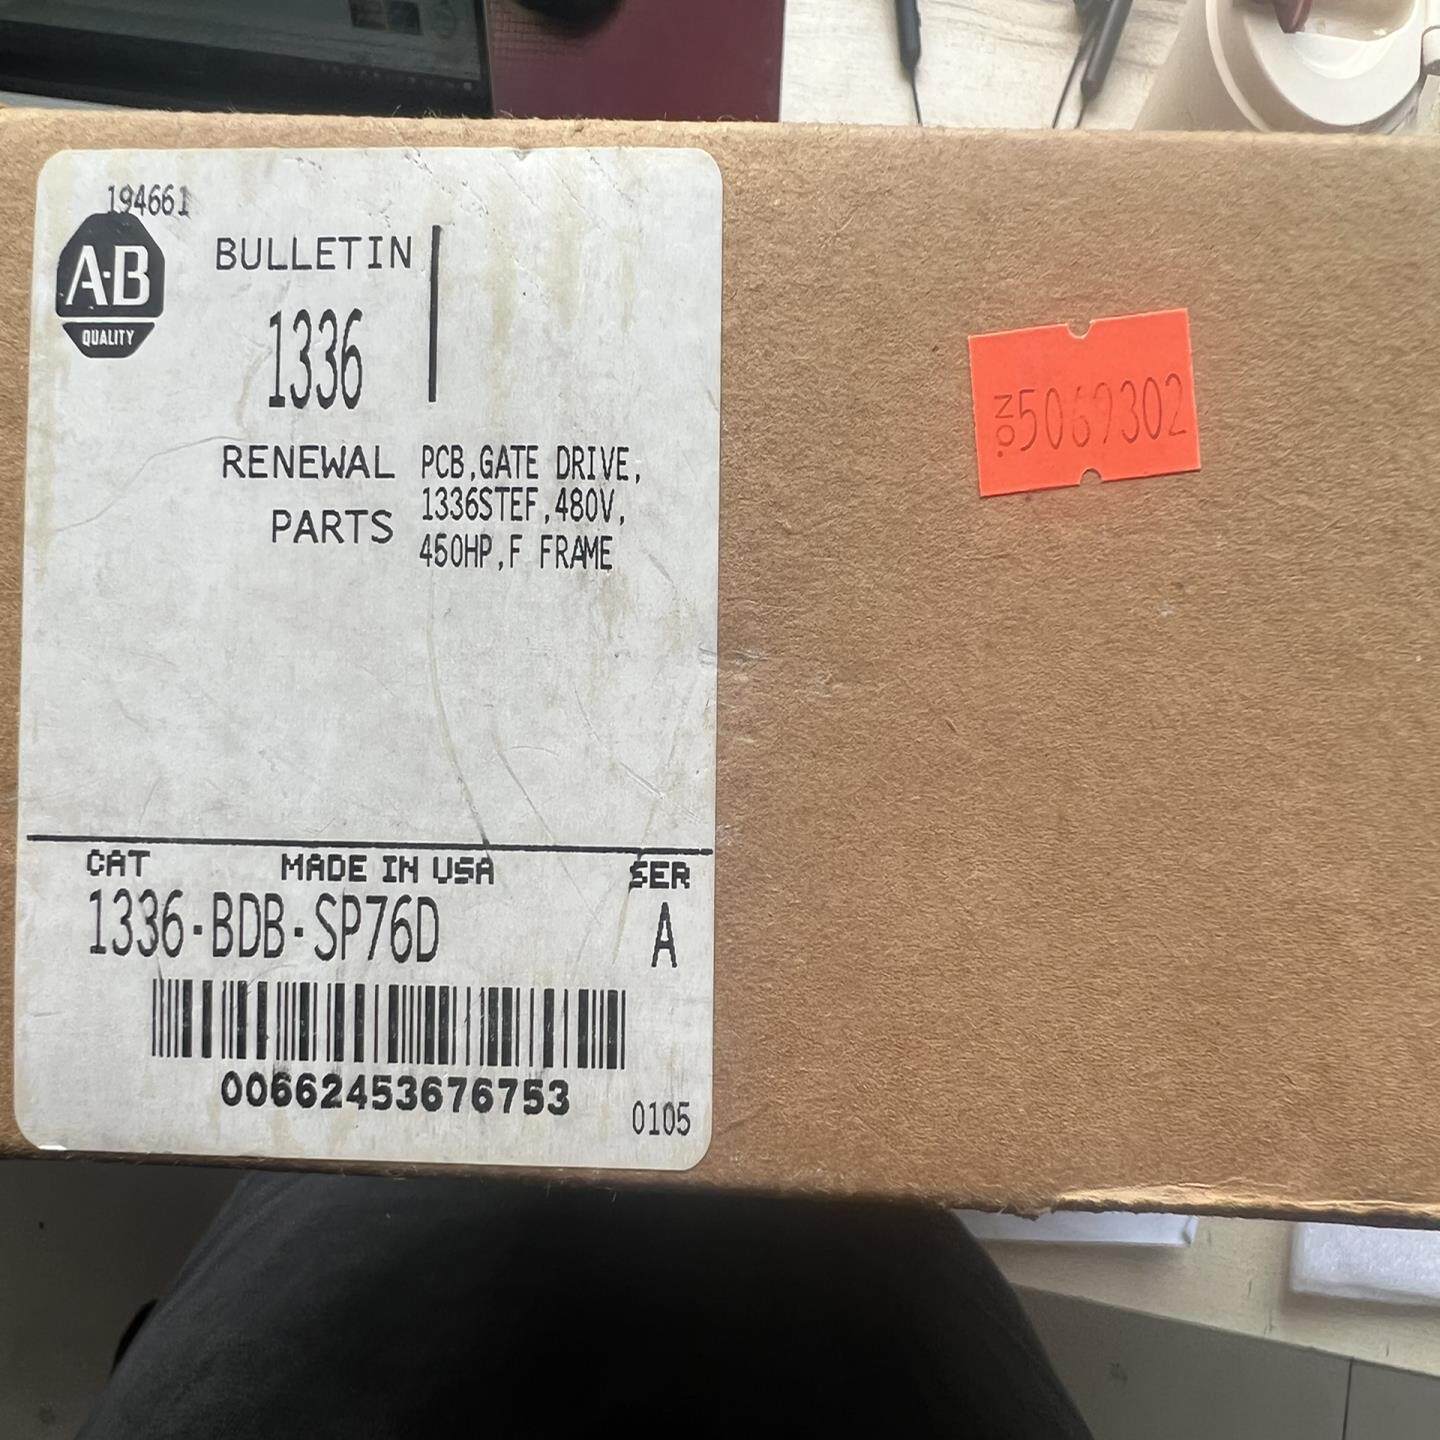 194661
A-B
QUALITY
BULLETIN
1336
RENEWAL
PARTS
PCB,GATE DRIVE,
1336STEF,480V,
450HP,F FRAME
CAT MADE IN USA SER
1336-BDB-SP76D A
00662453676753
0105
NO. 5069302